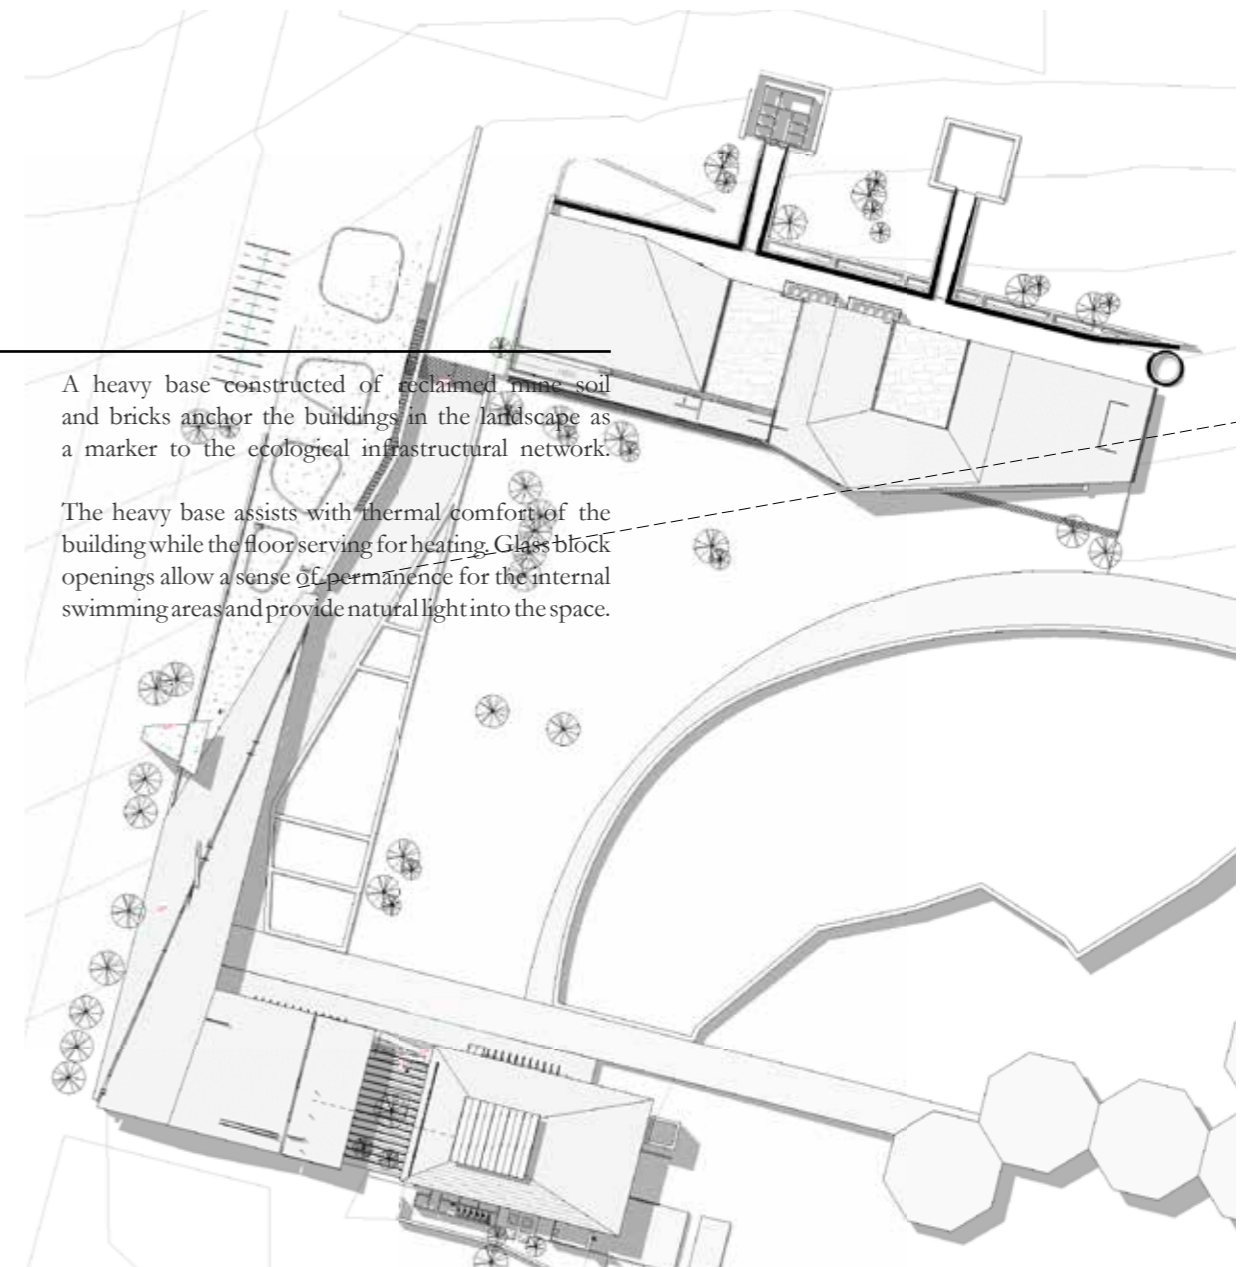 A heavy base constructed of reclaimed mine soil
and bricks anchor the buildings in the landscape as
a marker to the ecological infrastructural network.
The heavy base assists with thermal comfort of the
building while the floor serving for heating. Glass block
openings allow a sense of permanence for the internal
swimming areas and provide natural light into the space.